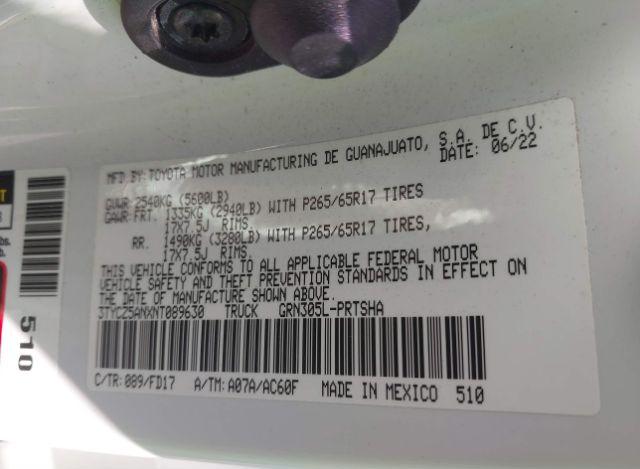 MFD BY: TOYOTA MOTOR MANUFACTURING DE GUANAJUATO, S.A. DE C.V.
DATE: 06/22
GVWR 2540KG (5600LB)
GAWR: FRT. 1335KG (2940LB) WITH P265/65R17 TIRES
17X7.5J RIMS.
RR. 1490KG (3280LB) WITH P265/65R17 TIRES,
17X7.5J RIMS.
THIS VEHICLE CONFORMS TO ALL APPLICABLE FEDERAL MOTOR
VEHICLE SAFETY AND THEFT PREVENTION STANDARDS IN EFFECT ON
THE DATE OF MANUFACTURE SHOWN ABOVE.
3TYCZ5ANXNT089630 TRUCK GRN305L-PRTSHA
C/TR: 089/FD17 A/TM: A07A/AC60F MADE IN MEXICO 510
510